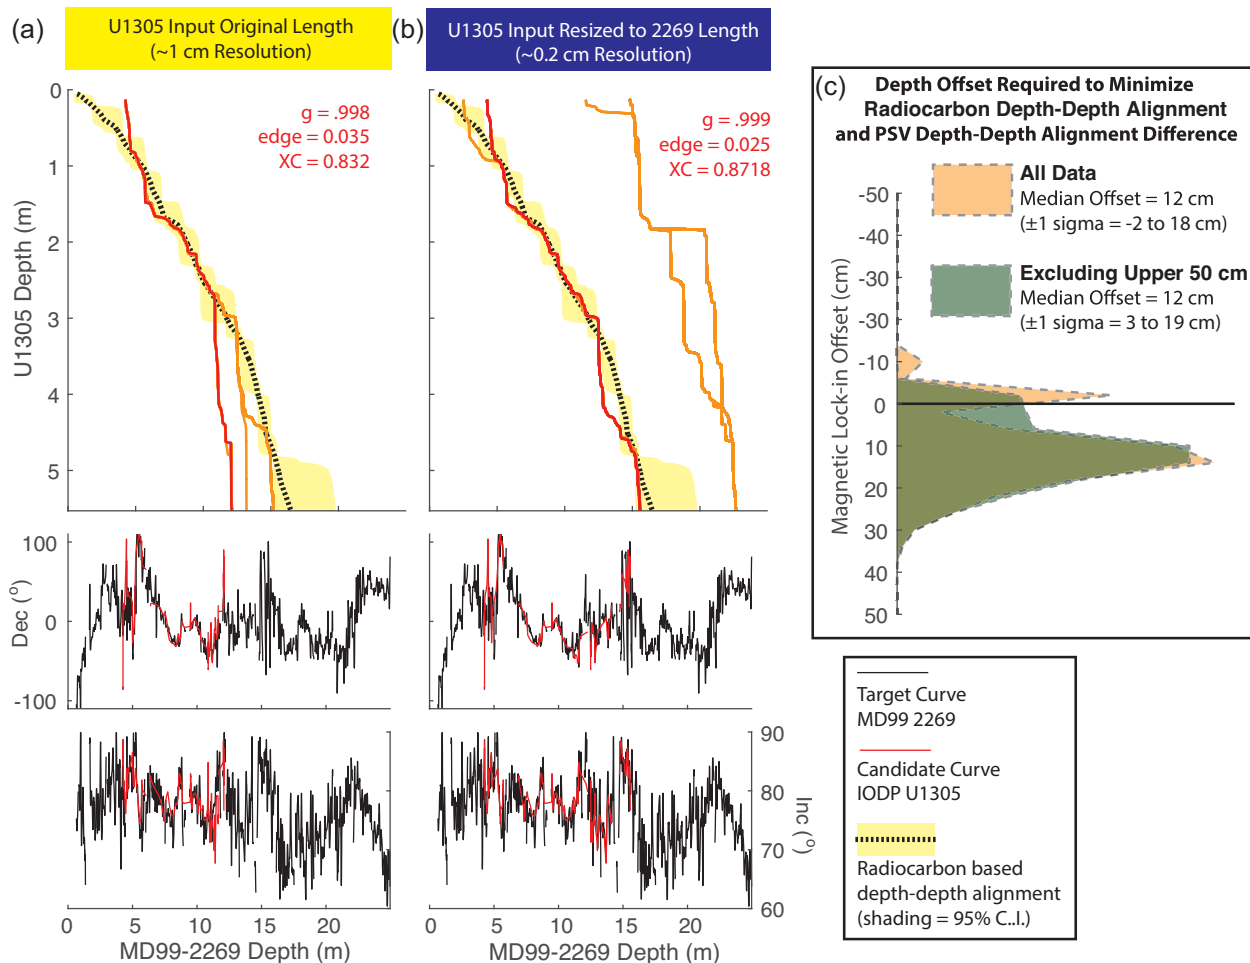 (a)
U1305 Input Original Length
(~1 cm Resolution)
(b)
U1305 Input Resized to 2269 Length
(~0.2 cm Resolution)
g = .998
edge = 0.035
XC = 0.832
g = .999
edge = 0.025
XC = 0.8718
0
1
2
3
4
5
U1305 Depth (m)
0
1
2
3
4
5
100
0
-100
Dec (°)
90
80
70
60
Inc (°)
0
5
10
15
20
MD99-2269 Depth (m)
0
5
10
15
20
MD99-2269 Depth (m)
(c)
Depth Offset Required to Minimize
Radiocarbon Depth-Depth Alignment
and PSV Depth-Depth Alignment Difference
All Data
Median Offset = 12 cm
(±1 sigma = -2 to 18 cm)
Excluding Upper 50 cm
Median Offset = 12 cm
(±1 sigma = 3 to 19 cm)
Magnetic Lock-in Offset (cm)
-50
-40
-30
-30
-10
0
10
20
30
40
50
Target Curve
MD99 2269
Candidate Curve
IODP U1305
Radiocarbon based
depth-depth alignment
(shading = 95% C..I.)